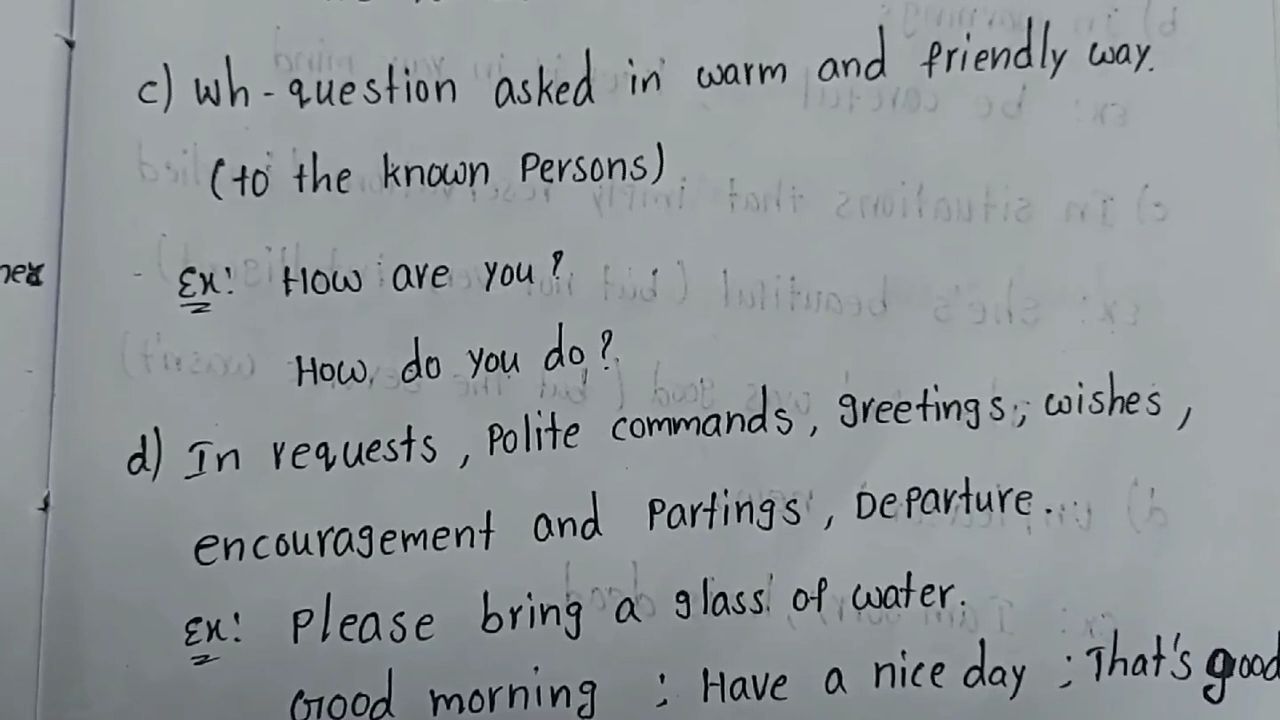 c) Wh-question asked in warm and friendly way.
(to the known Persons)
Ex: How are you?
How do you do?
d) In requests, Polite commands, greetings, wishes,
encouragement and Partings, Departure.
Ex: Please bring a glass of water.
Good morning ; Have a nice day ; That's good